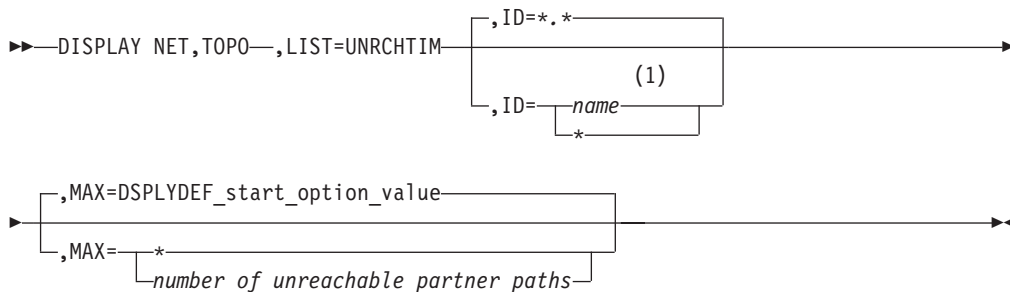 ,ID=*.*
DISPLAY NET,TOPO ,LIST=UNRCHTIM
(1)
,ID= name
*
,MAX=DSPLYDEF_start_option_value
,MAX= *
number of unreachable partner paths